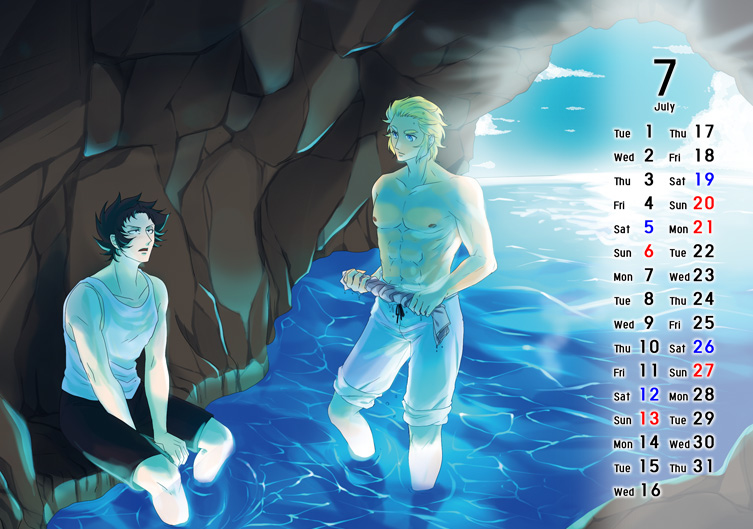 7
July
Tue 1 Thu 17
Wed 2 Fri 18
Thu 3 Sat 19
Fri 4 Sun 20
Sat 5 Mon 21
Sun 6 Tue 22
Mon 7 Wed 23
Tue 8 Thu 24
Wed 9 Fri 25
Thu 10 Sat 26
Fri 11 Sun 27
Sat 12 Mon 28
Sun 13 Tue 29
Mon 14 Wed 30
Tue 15 Thu 31
Wed 16